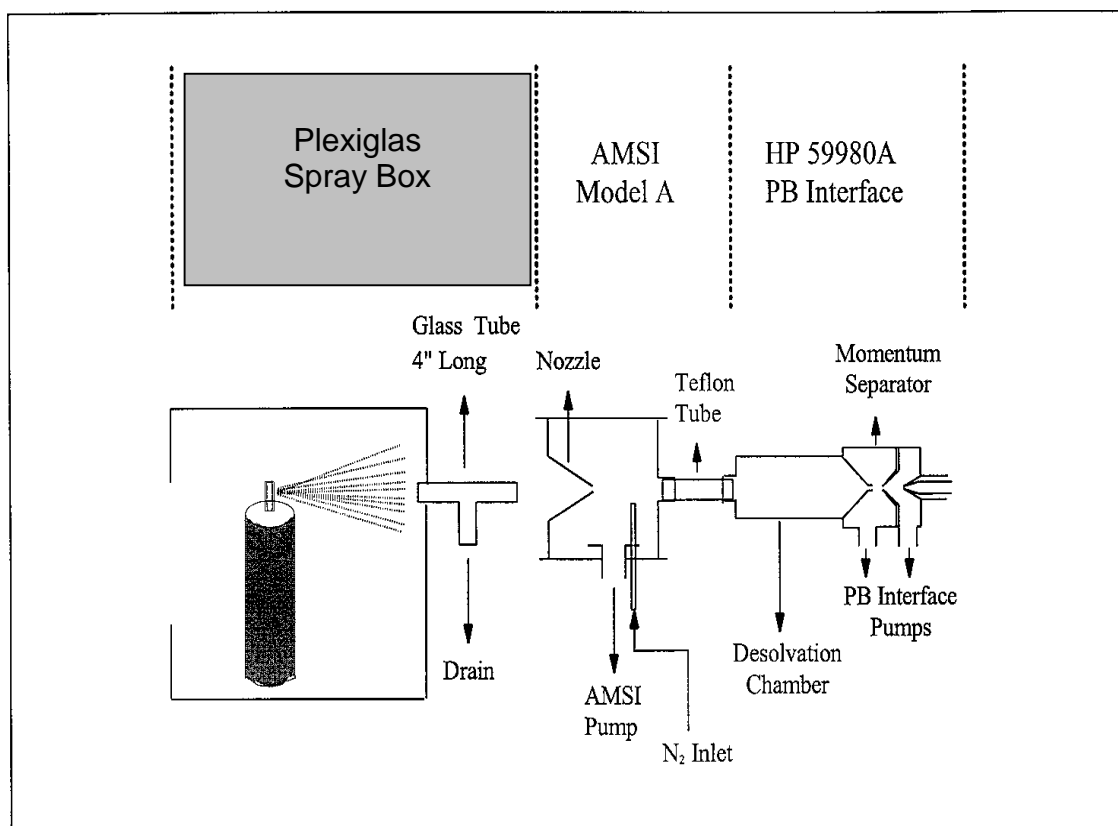 Plexiglas
Spray Box
AMSI
Model A
HP 59980A
PB Interface
Glass Tube
4" Long
Nozzle
Teflon
Tube
Momentum
Separator
Drain
AMSI
Pump
N₂ Inlet
Desolvation
Chamber
PB Interface
Pumps